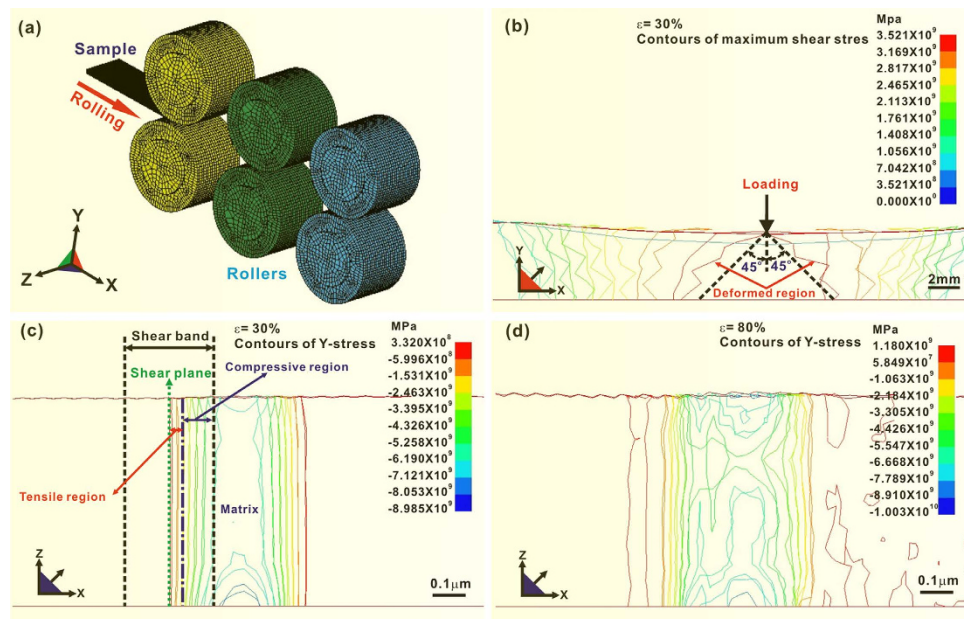 (a)
Sample
Rolling
Rollers
Y
Z
X
(b)
ε= 30%
Contours of maximum shear stres
Mpa
3.521X10⁹
3.169X10⁹
2.817X10⁹
2.465X10⁹
2.113X10⁹
1.761X10⁹
1.408X10⁹
1.056X10⁹
7.042X10⁸
3.521X10⁸
0.000X10⁰
Loading
45° 45°
Deformed region
Y
X
2mm
(c)
ε= 30%
Contours of Y-stress
Shear band
Shear plane
Compressive region
Tensile region
Matrix
MPa
3.320X10⁸
-5.996X10⁸
-1.531X10⁹
-2.463X10⁹
-3.395X10⁹
-4.326X10⁹
-5.258X10⁹
-6.190X10⁹
-7.121X10⁹
-8.053X10⁹
-8.985X10⁹
Z
X
0.1μm
(d)
ε= 80%
Contours of Y-stress
MPa
1.180X10⁹
5.849X10⁷
-1.063X10⁹
-2.184X10⁹
-3.305X10⁹
-4.426X10⁹
-5.547X10⁹
-6.668X10⁹
-7.789X10⁹
-8.910X10⁹
-1.003X10¹⁰
Z
X
0.1μm